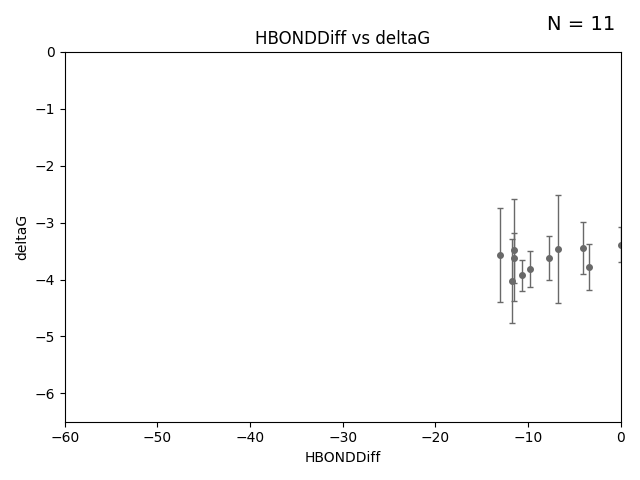 N = 11
HBONDDiff vs deltaG
0
−1
−2
−3
−4
−5
−6
deltaG
−60 −50 −40 −30 −20 −10 0
HBONDDiff